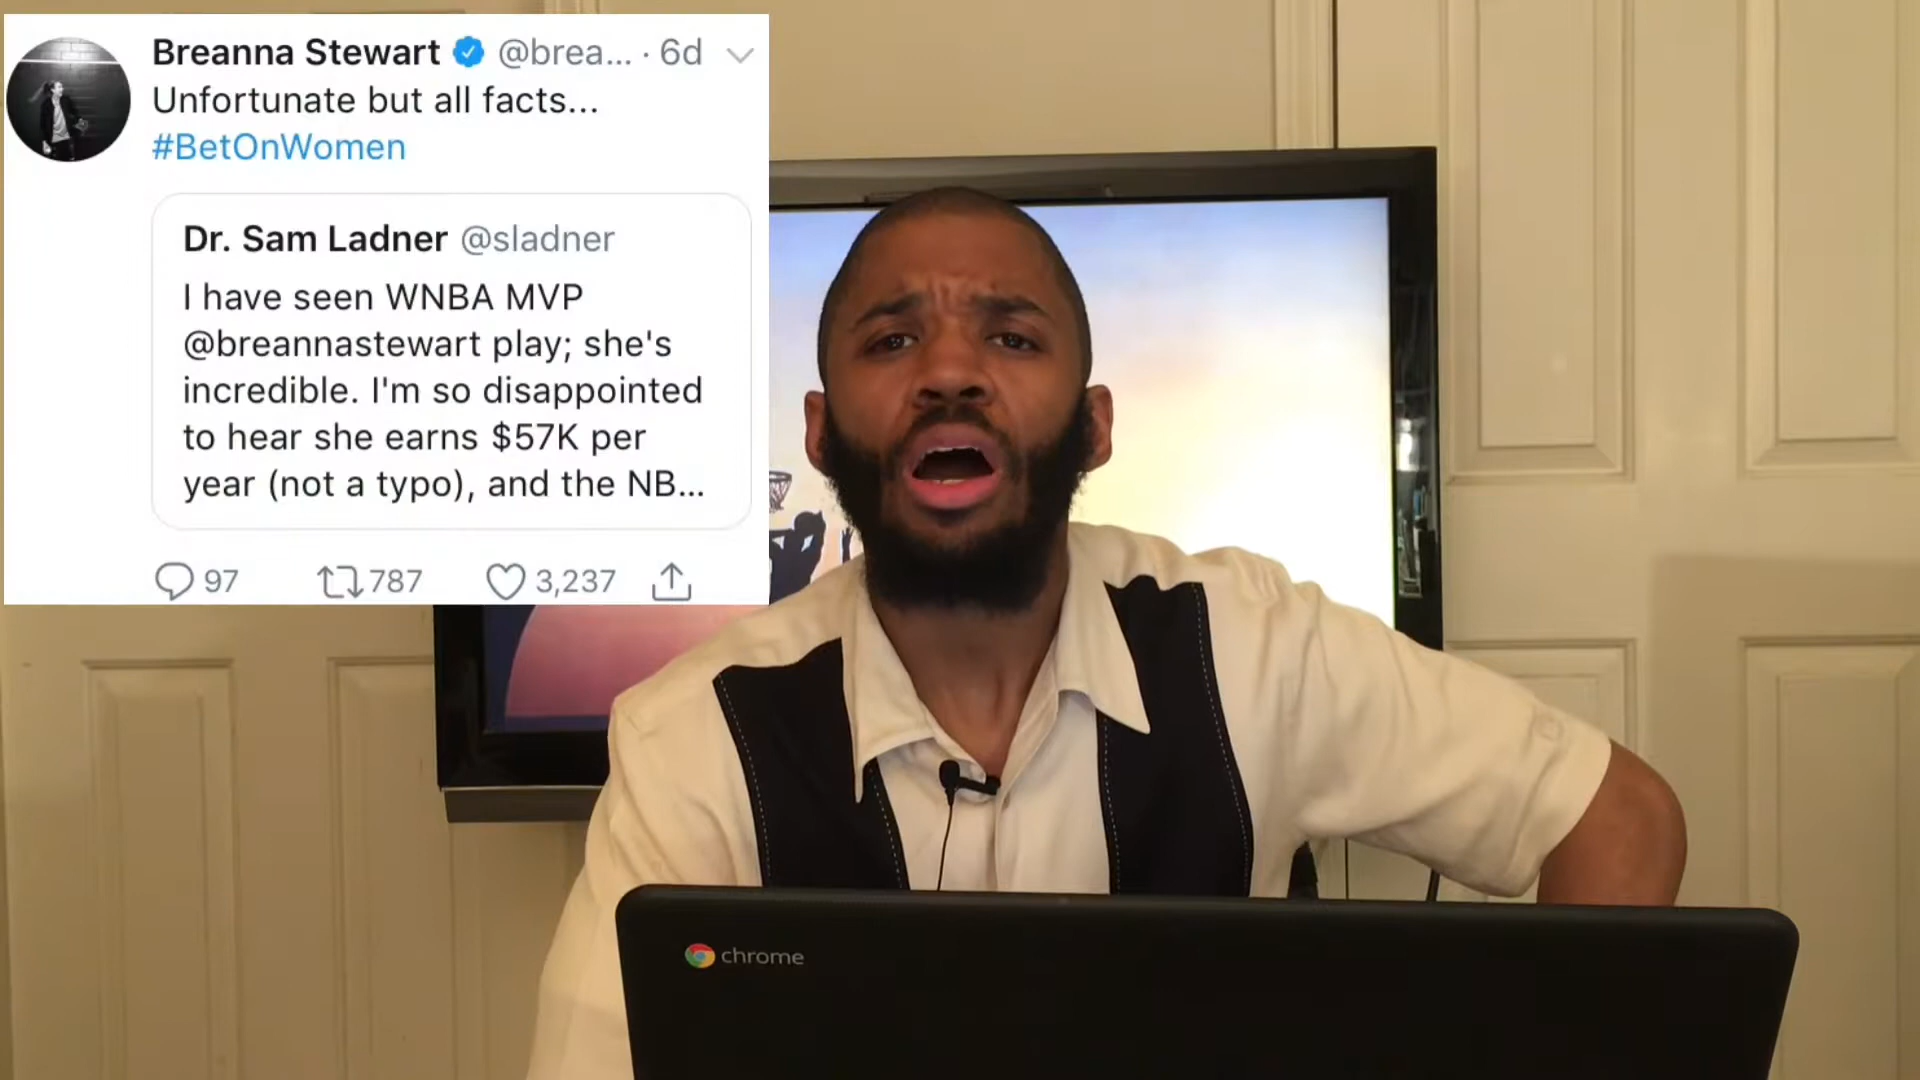 Breanna Stewart @brea... · 6d
Unfortunate but all facts...
#BetOnWomen
Dr. Sam Ladner @sladner
I have seen WNBA MVP
@breannastewart play; she's
incredible. I'm so disappointed
to hear she earns $57K per
year (not a typo), and the NB...
97 787 3,237
chrome